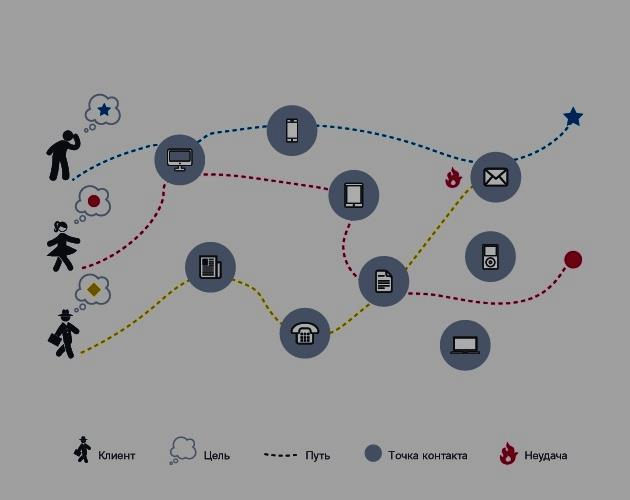 Клиент
Цель
Путь
Точка контакта
Неудача